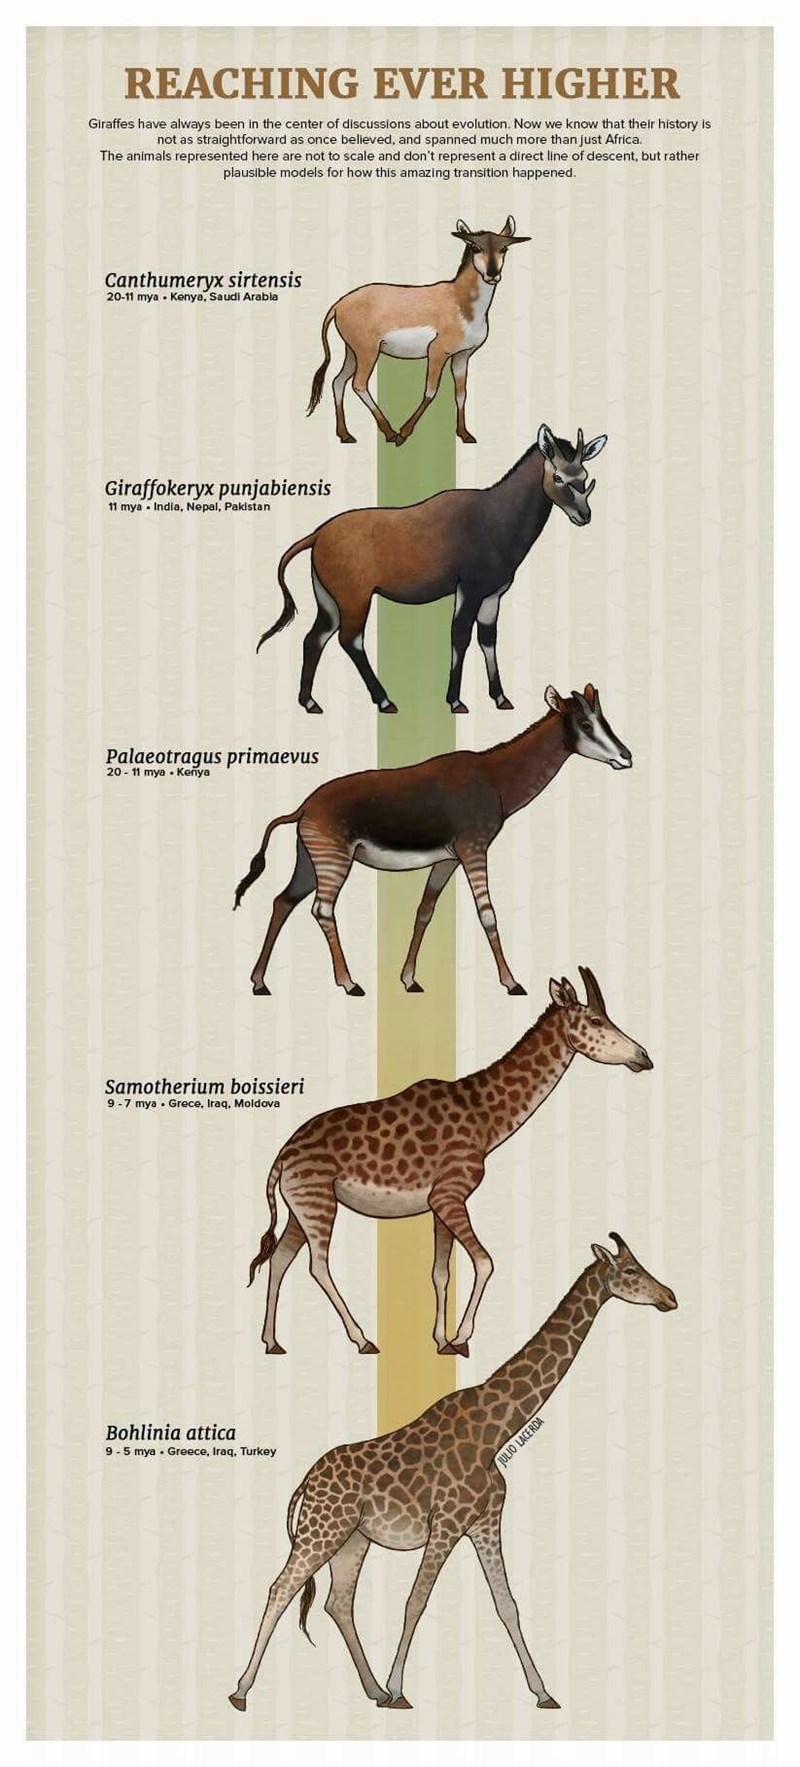 REACHING EVER HIGHER
Giraffes have always been in the center of discussions about evolution. Now we know that their history is
not as straightforward as once believed, and spanned much more than just Africa.
The animals represented here are not to scale and don't represent a direct line of descent, but rather
plausible models for how this amazing transition happened.
Canthumeryx sirtensis
20-11 mya • Kenya, Saudi Arabia
Giraffokeryx punjabiensis
11 mya • India, Nepal, Pakistan
Palaeotragus primaevus
20 - 11 mya • Kenya
Samotherium boissieri
9 - 7 mya • Grece, Iraq, Moldova
Bohlinia attica
9 - 5 mya • Greece, Iraq, Turkey
JULIO LACERDA